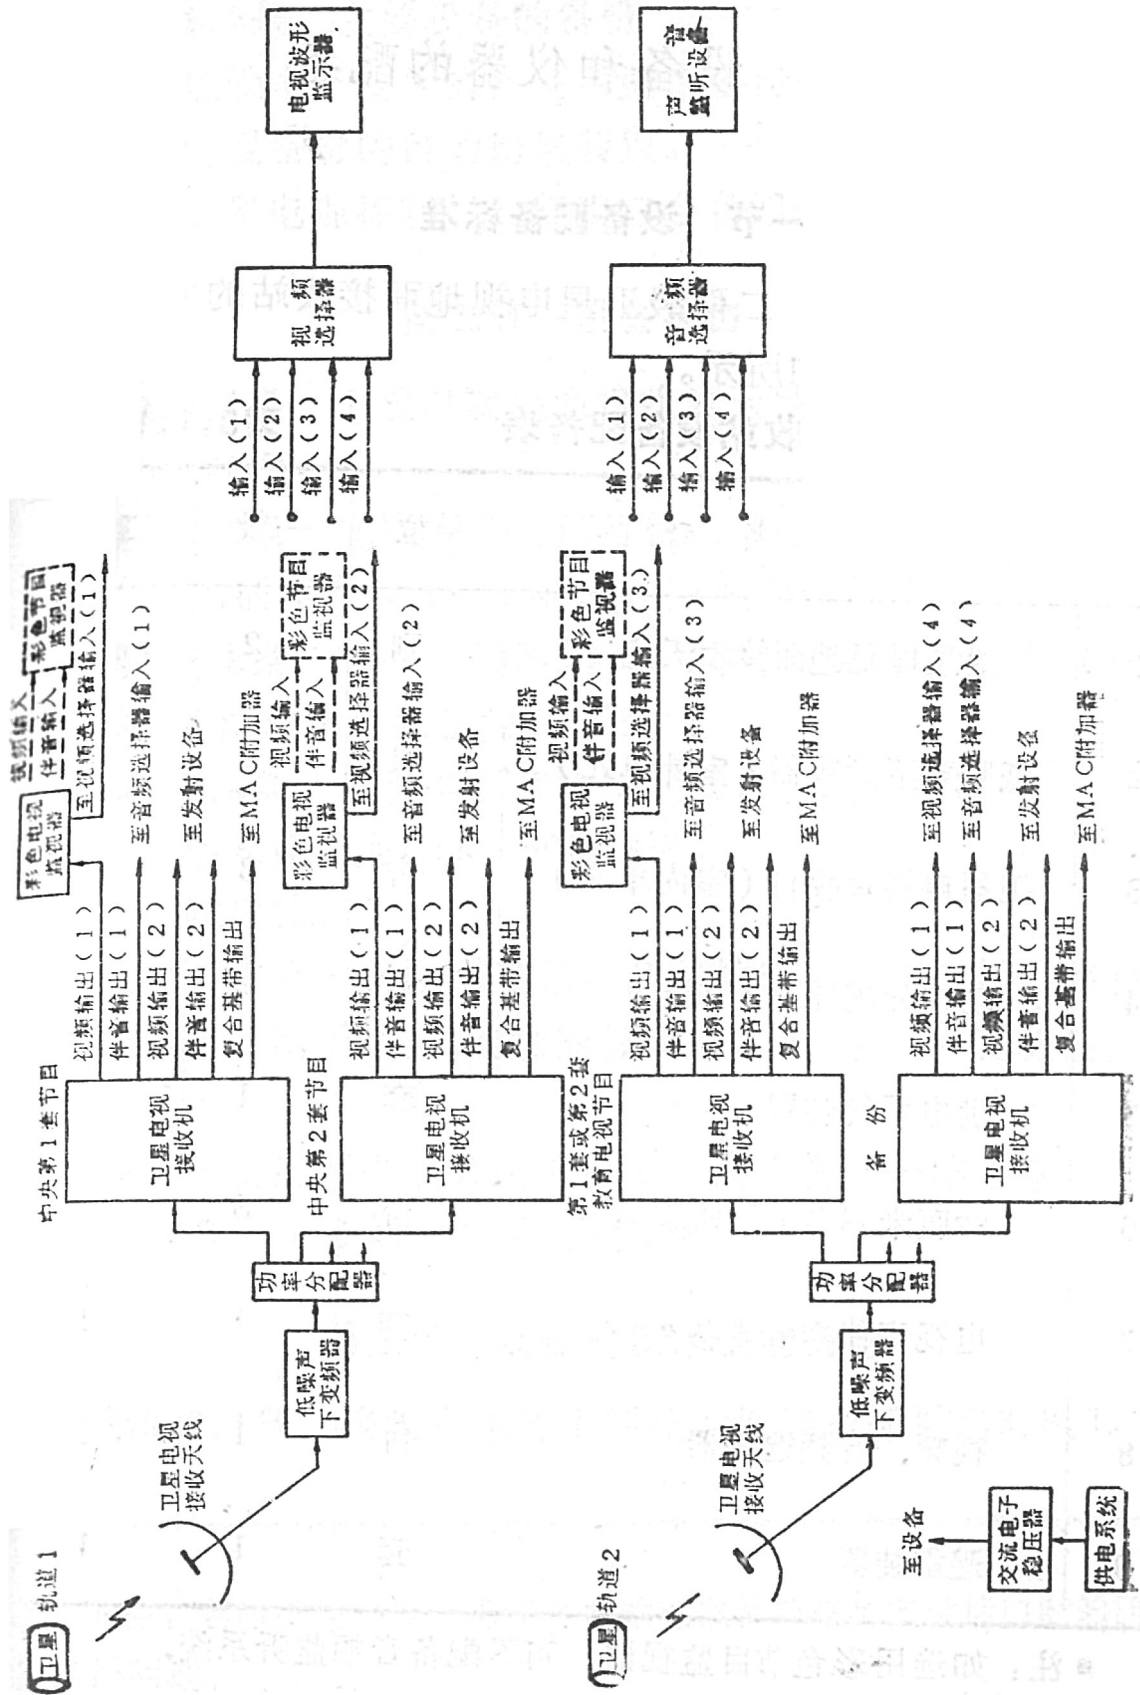 卫星
轨道1
卫星电视
接收天线
低噪声
下变频器
功率分配器
中央第1套节目
卫星电视
接收机
视频输出(1)
伴音输出(1)
视频输出(2)
伴音输出(2)
复合基带输出
彩色电视
监视器
视频输入
伴音输入
彩色节目
监视器
至视频选择器输入(1)
至音频选择器输入(1)
至发射设备
至MAC附加器
中央第2套节目
卫星电视
接收机
视频输出(1)
伴音输出(1)
视频输出(2)
伴音输出(2)
复合基带输出
彩色电视
监视器
视频输入
伴音输入
彩色节目
监视器
至视频选择器输入(2)
至音频选择器输入(2)
至发射设备
至MAC附加器
输入(1)
输入(2)
输入(3)
输入(4)
视频
选择器
电视波形
监示器
卫星
轨道2
卫星电视
接收天线
低噪声
下变频器
功率分配器
第1套或第2套
教育电视节目
卫星电视
接收机
视频输出(1)
伴音输出(1)
视频输出(2)
伴音输出(2)
复合基带输出
彩色电视
监视器
视频输入
伴音输入
彩色节目
监视器
至视频选择器输入(3)
至音频选择器输入(3)
至发射设备
至MAC附加器
备份
卫星电视
接收机
视频输出(1)
伴音输出(1)
视频输出(2)
伴音输出(2)
复合基带输出
至视频选择器输入(4)
至音频选择器输入(4)
至发射设备
至MAC附加器
输入(1)
输入(2)
输入(3)
输入(4)
音频
选择器
声音
监听设备
至设备
交流电子
稳压器
供电系统